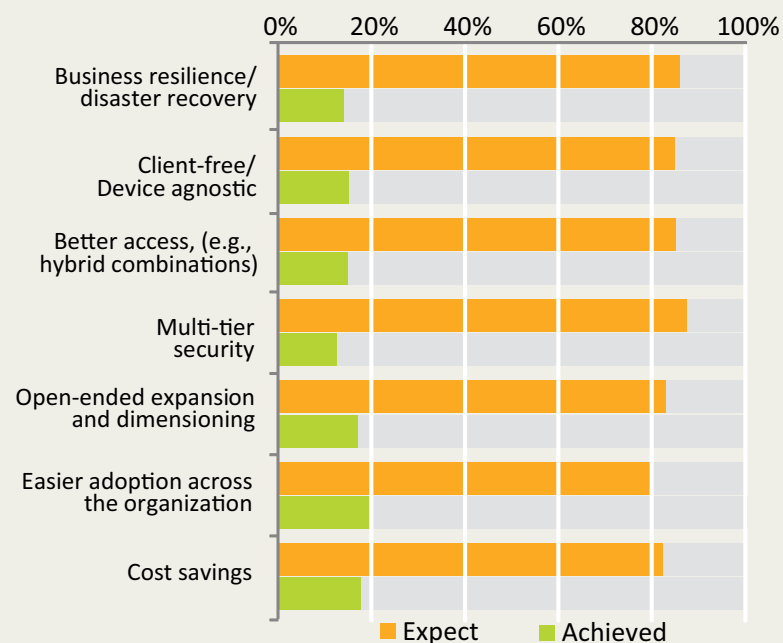 0% 20% 40% 60% 80% 100%
Business resilience/
disaster recovery
Client-free/
Device agnostic
Better access, (e.g.,
hybrid combinations)
Multi-tier
security
Open-ended expansion
and dimensioning
Easier adoption across
the organization
Cost savings
Expect Achieved